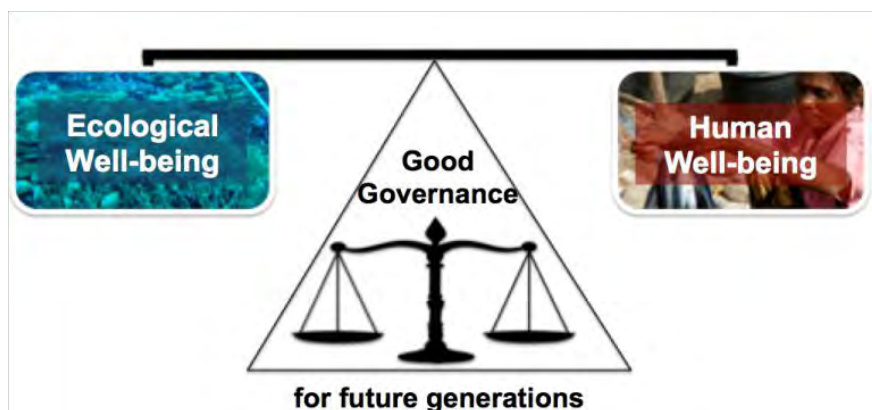 Ecological
Well-being
Good
Governance
Human
Well-being
for future generations